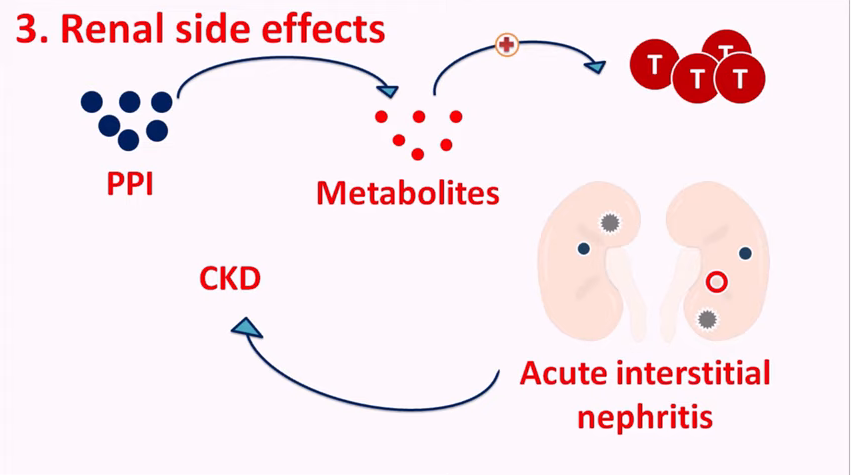 3. Renal side effects
T
T
T
T
PPI
Metabolites
CKD
Acute interstitial
nephritis